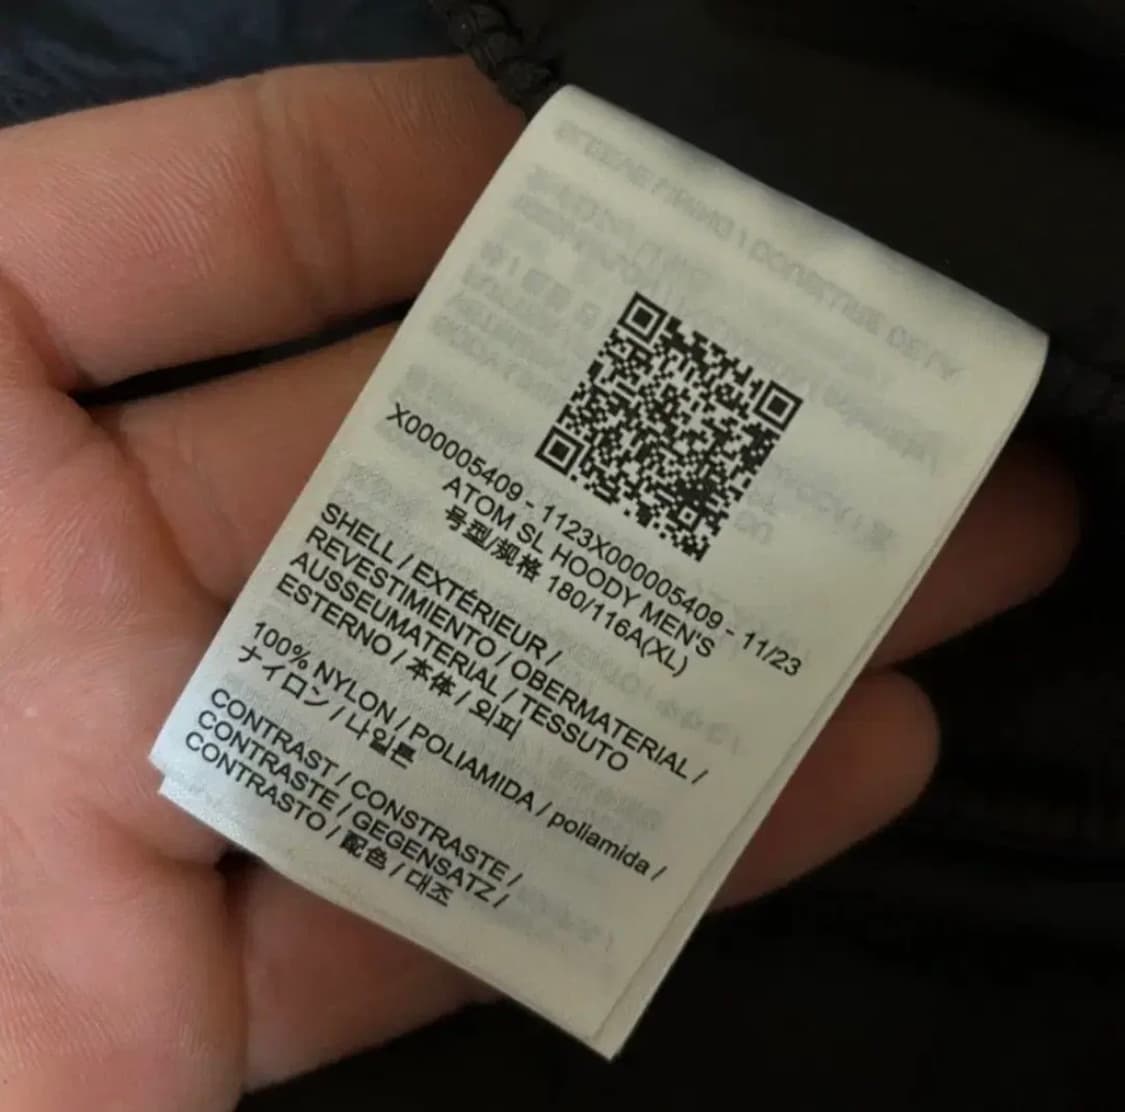 X000005409 - 1123X000005409 - 11/23
ATOM SL HOODY MEN'S
号型/规格 180/116A(XL)
SHELL / EXTÉRIEUR /
REVESTIMIENTO / OBERMATERIAL /
AUSSEUMATERIAL / TESSUTO
ESTERNO / 本体 / 외피
100% NYLON / POLIAMIDA / poliamida /
ナイロン / 나일론
CONTRAST / CONSTRASTE /
CONTRASTE / GEGENSATZ /
CONTRASTO / 配色 / 대조